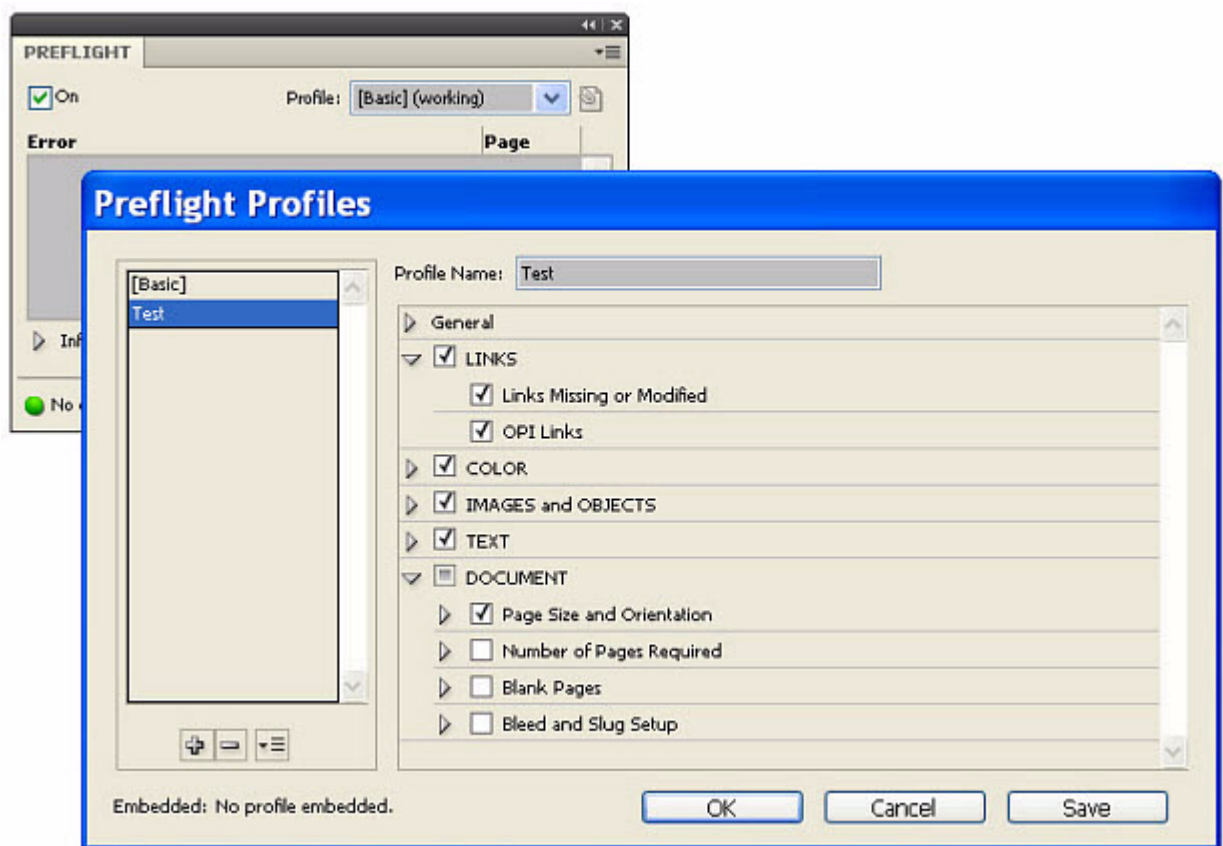 PREFLIGHT
On Profile: [Basic] (working)
Error Page
Preflight Profiles
[Basic]
Test
Profile Name: Test
General
LINKS
Links Missing or Modified
OPI Links
COLOR
IMAGES and OBJECTS
TEXT
DOCUMENT
Page Size and Orientation
Number of Pages Required
Blank Pages
Bleed and Slug Setup
No
Embedded: No profile embedded.
OK Cancel Save